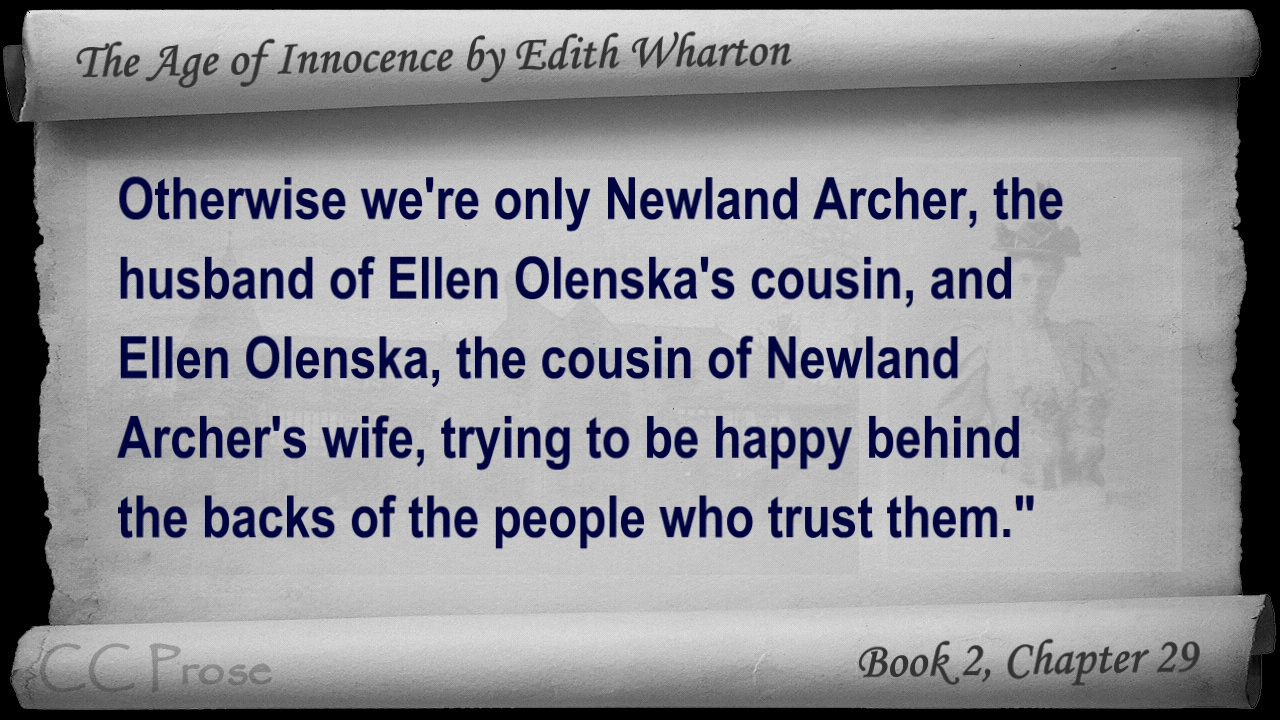 The Age of Innocence by Edith Wharton
Otherwise we're only Newland Archer, the
husband of Ellen Olenska's cousin, and
Ellen Olenska, the cousin of Newland
Archer's wife, trying to be happy behind
the backs of the people who trust them."
CC Prose
Book 2, Chapter 29